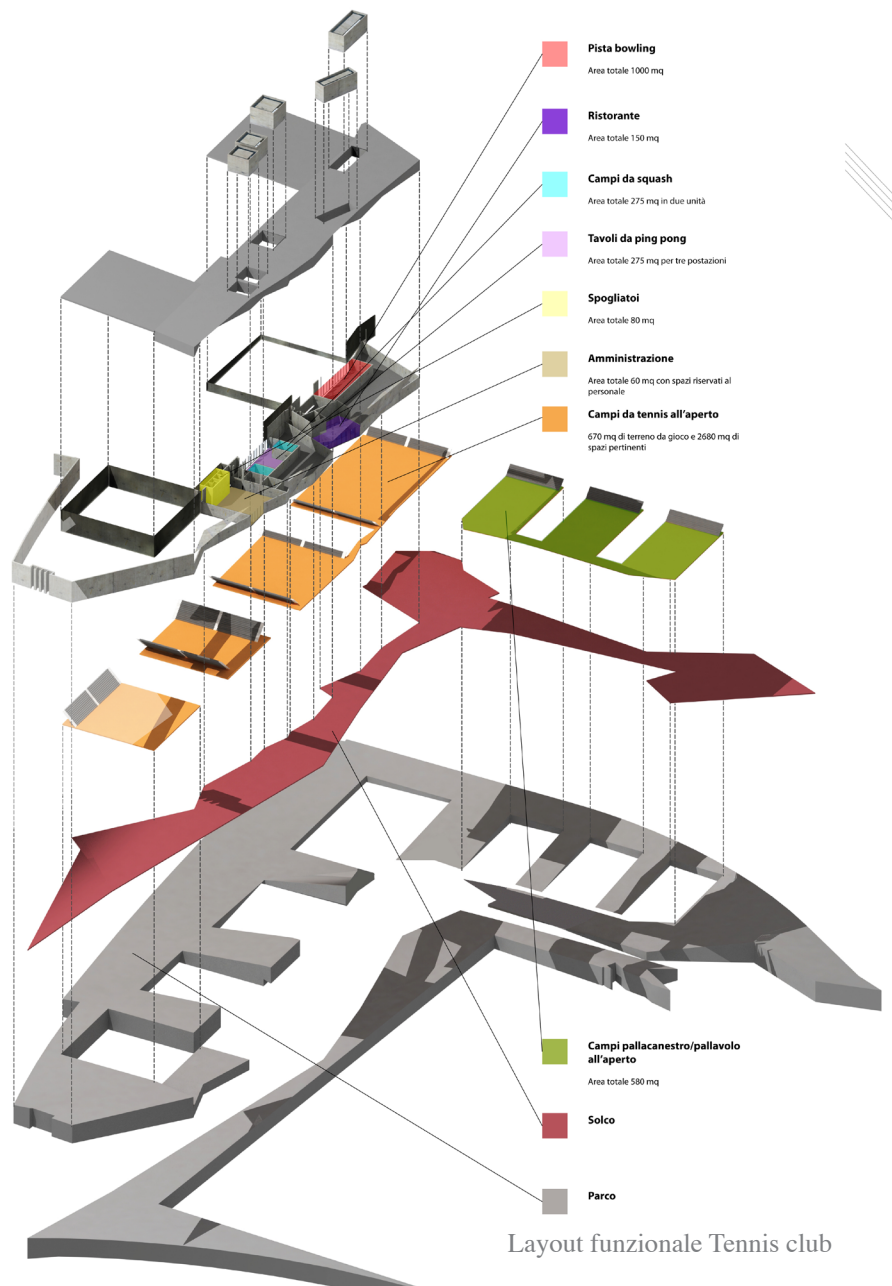 Pista bowling
Area totale 1000 mq
Ristorante
Area totale 150 mq
Campi da squash
Area totale 275 mq in due unità
Tavoli da ping pong
Area totale 275 mq per tre postazioni
Spogliatoi
Area totale 80 mq
Amministrazione
Area totale 60 mq con spazi riservati al
personale
Campi da tennis all'aperto
670 mq di terreno da gioco e 2680 mq di
spazi pertinenti
Campi pallacanestro/pallavolo
all'aperto
Area totale 580 mq
Solco
Parco
Layout funzionale Tennis club